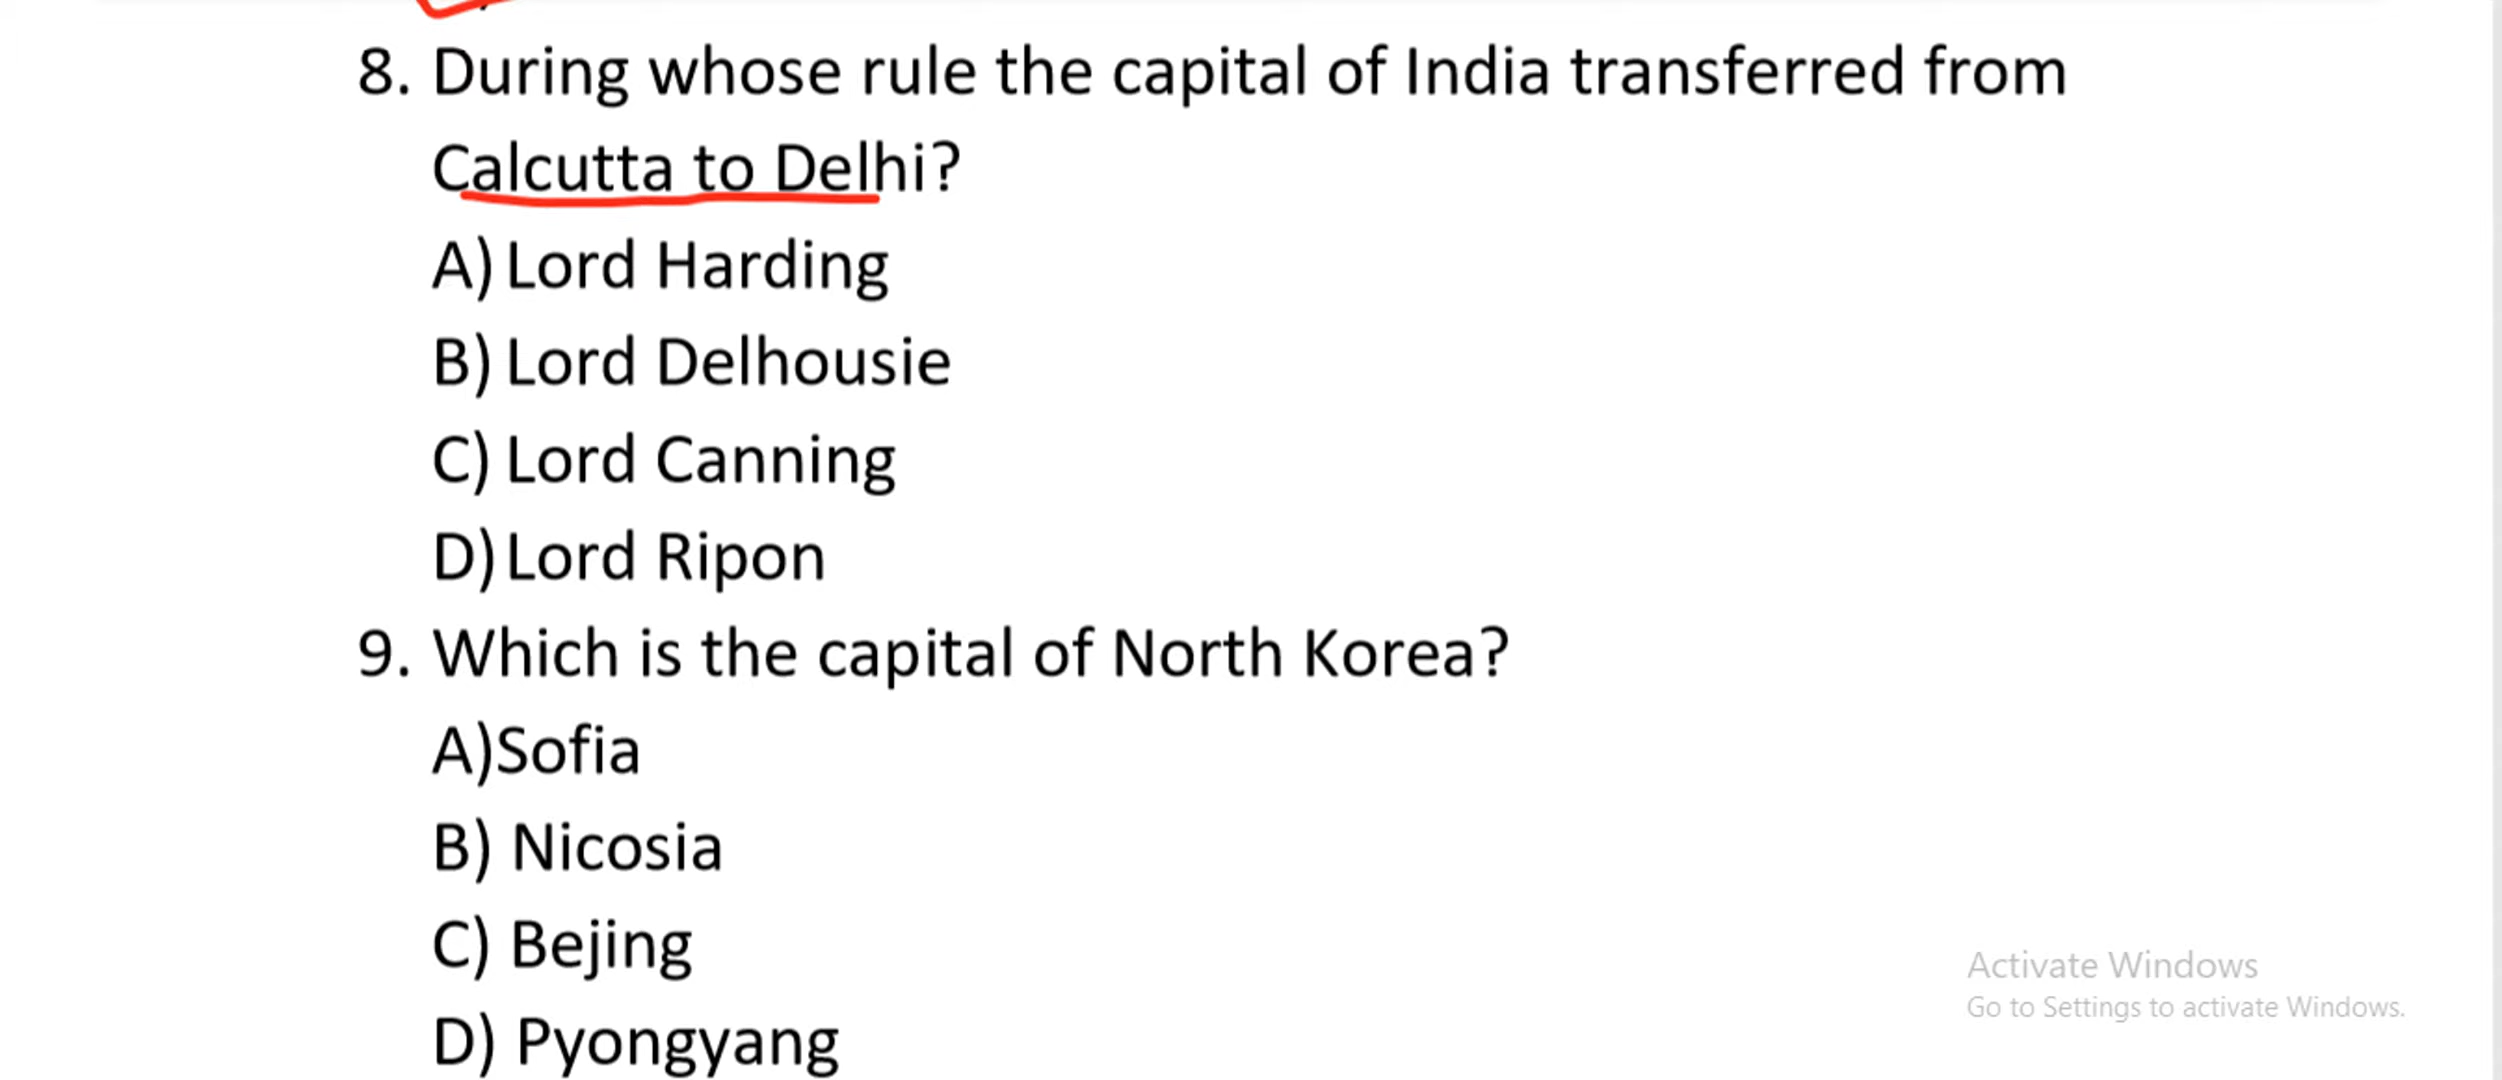 8. During whose rule the capital of India transferred from
Calcutta to Delhi?
A) Lord Harding
B) Lord Delhousie
C) Lord Canning
D) Lord Ripon
9. Which is the capital of North Korea?
A)Sofia
B) Nicosia
C) Bejing
D) Pyongyang
Activate Windows
Go to Settings to activate Windows.